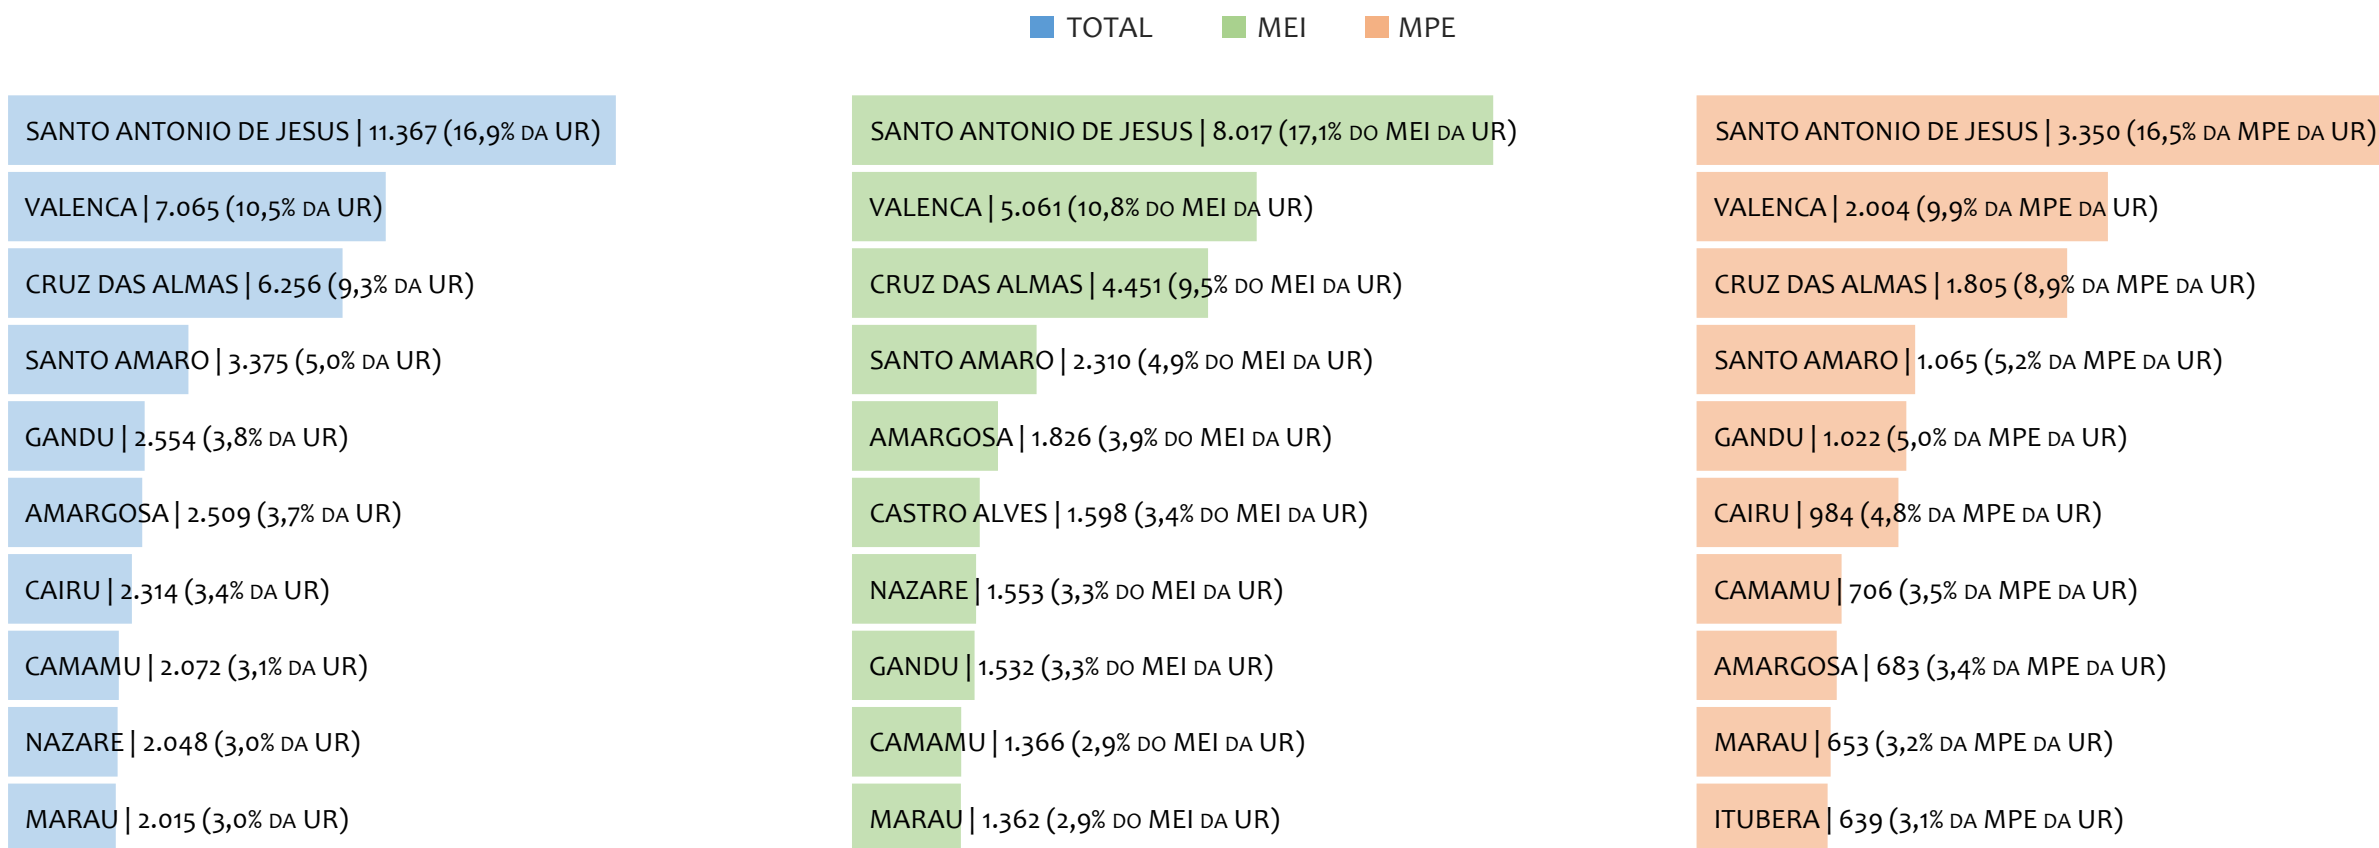 TOTAL MEI MPE
SANTO ANTONIO DE JESUS | 11.367 (16,9% DA UR)
VALENCA | 7.065 (10,5% DA UR)
CRUZ DAS ALMAS | 6.256 (9,3% DA UR)
SANTO AMARO | 3.375 (5,0% DA UR)
GANDU | 2.554 (3,8% DA UR)
AMARGOSA | 2.509 (3,7% DA UR)
CAIRU | 2.314 (3,4% DA UR)
CAMAMU | 2.072 (3,1% DA UR)
NAZARE | 2.048 (3,0% DA UR)
MARAU | 2.015 (3,0% DA UR)
SANTO ANTONIO DE JESUS | 8.017 (17,1% DO MEI DA UR)
VALENCA | 5.061 (10,8% DO MEI DA UR)
CRUZ DAS ALMAS | 4.451 (9,5% DO MEI DA UR)
SANTO AMARO | 2.310 (4,9% DO MEI DA UR)
AMARGOSA | 1.826 (3,9% DO MEI DA UR)
CASTRO ALVES | 1.598 (3,4% DO MEI DA UR)
NAZARE | 1.553 (3,3% DO MEI DA UR)
GANDU | 1.532 (3,3% DO MEI DA UR)
CAMAMU | 1.366 (2,9% DO MEI DA UR)
MARAU | 1.362 (2,9% DO MEI DA UR)
SANTO ANTONIO DE JESUS | 3.350 (16,5% DA MPE DA UR)
VALENCA | 2.004 (9,9% DA MPE DA UR)
CRUZ DAS ALMAS | 1.805 (8,9% DA MPE DA UR)
SANTO AMARO | 1.065 (5,2% DA MPE DA UR)
GANDU | 1.022 (5,0% DA MPE DA UR)
CAIRU | 984 (4,8% DA MPE DA UR)
CAMAMU | 706 (3,5% DA MPE DA UR)
AMARGOSA | 683 (3,4% DA MPE DA UR)
MARAU | 653 (3,2% DA MPE DA UR)
ITUBERA | 639 (3,1% DA MPE DA UR)